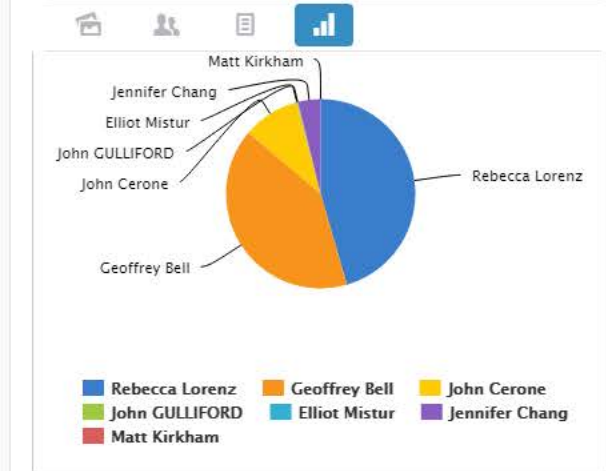 Matt Kirkham
Jennifer Chang
Elliot Mistur
John GULLIFORD
John Cerone
Rebecca Lorenz
Geoffrey Bell
Rebecca Lorenz Geoffrey Bell John Cerone
John GULLIFORD Elliot Mistur Jennifer Chang
Matt Kirkham